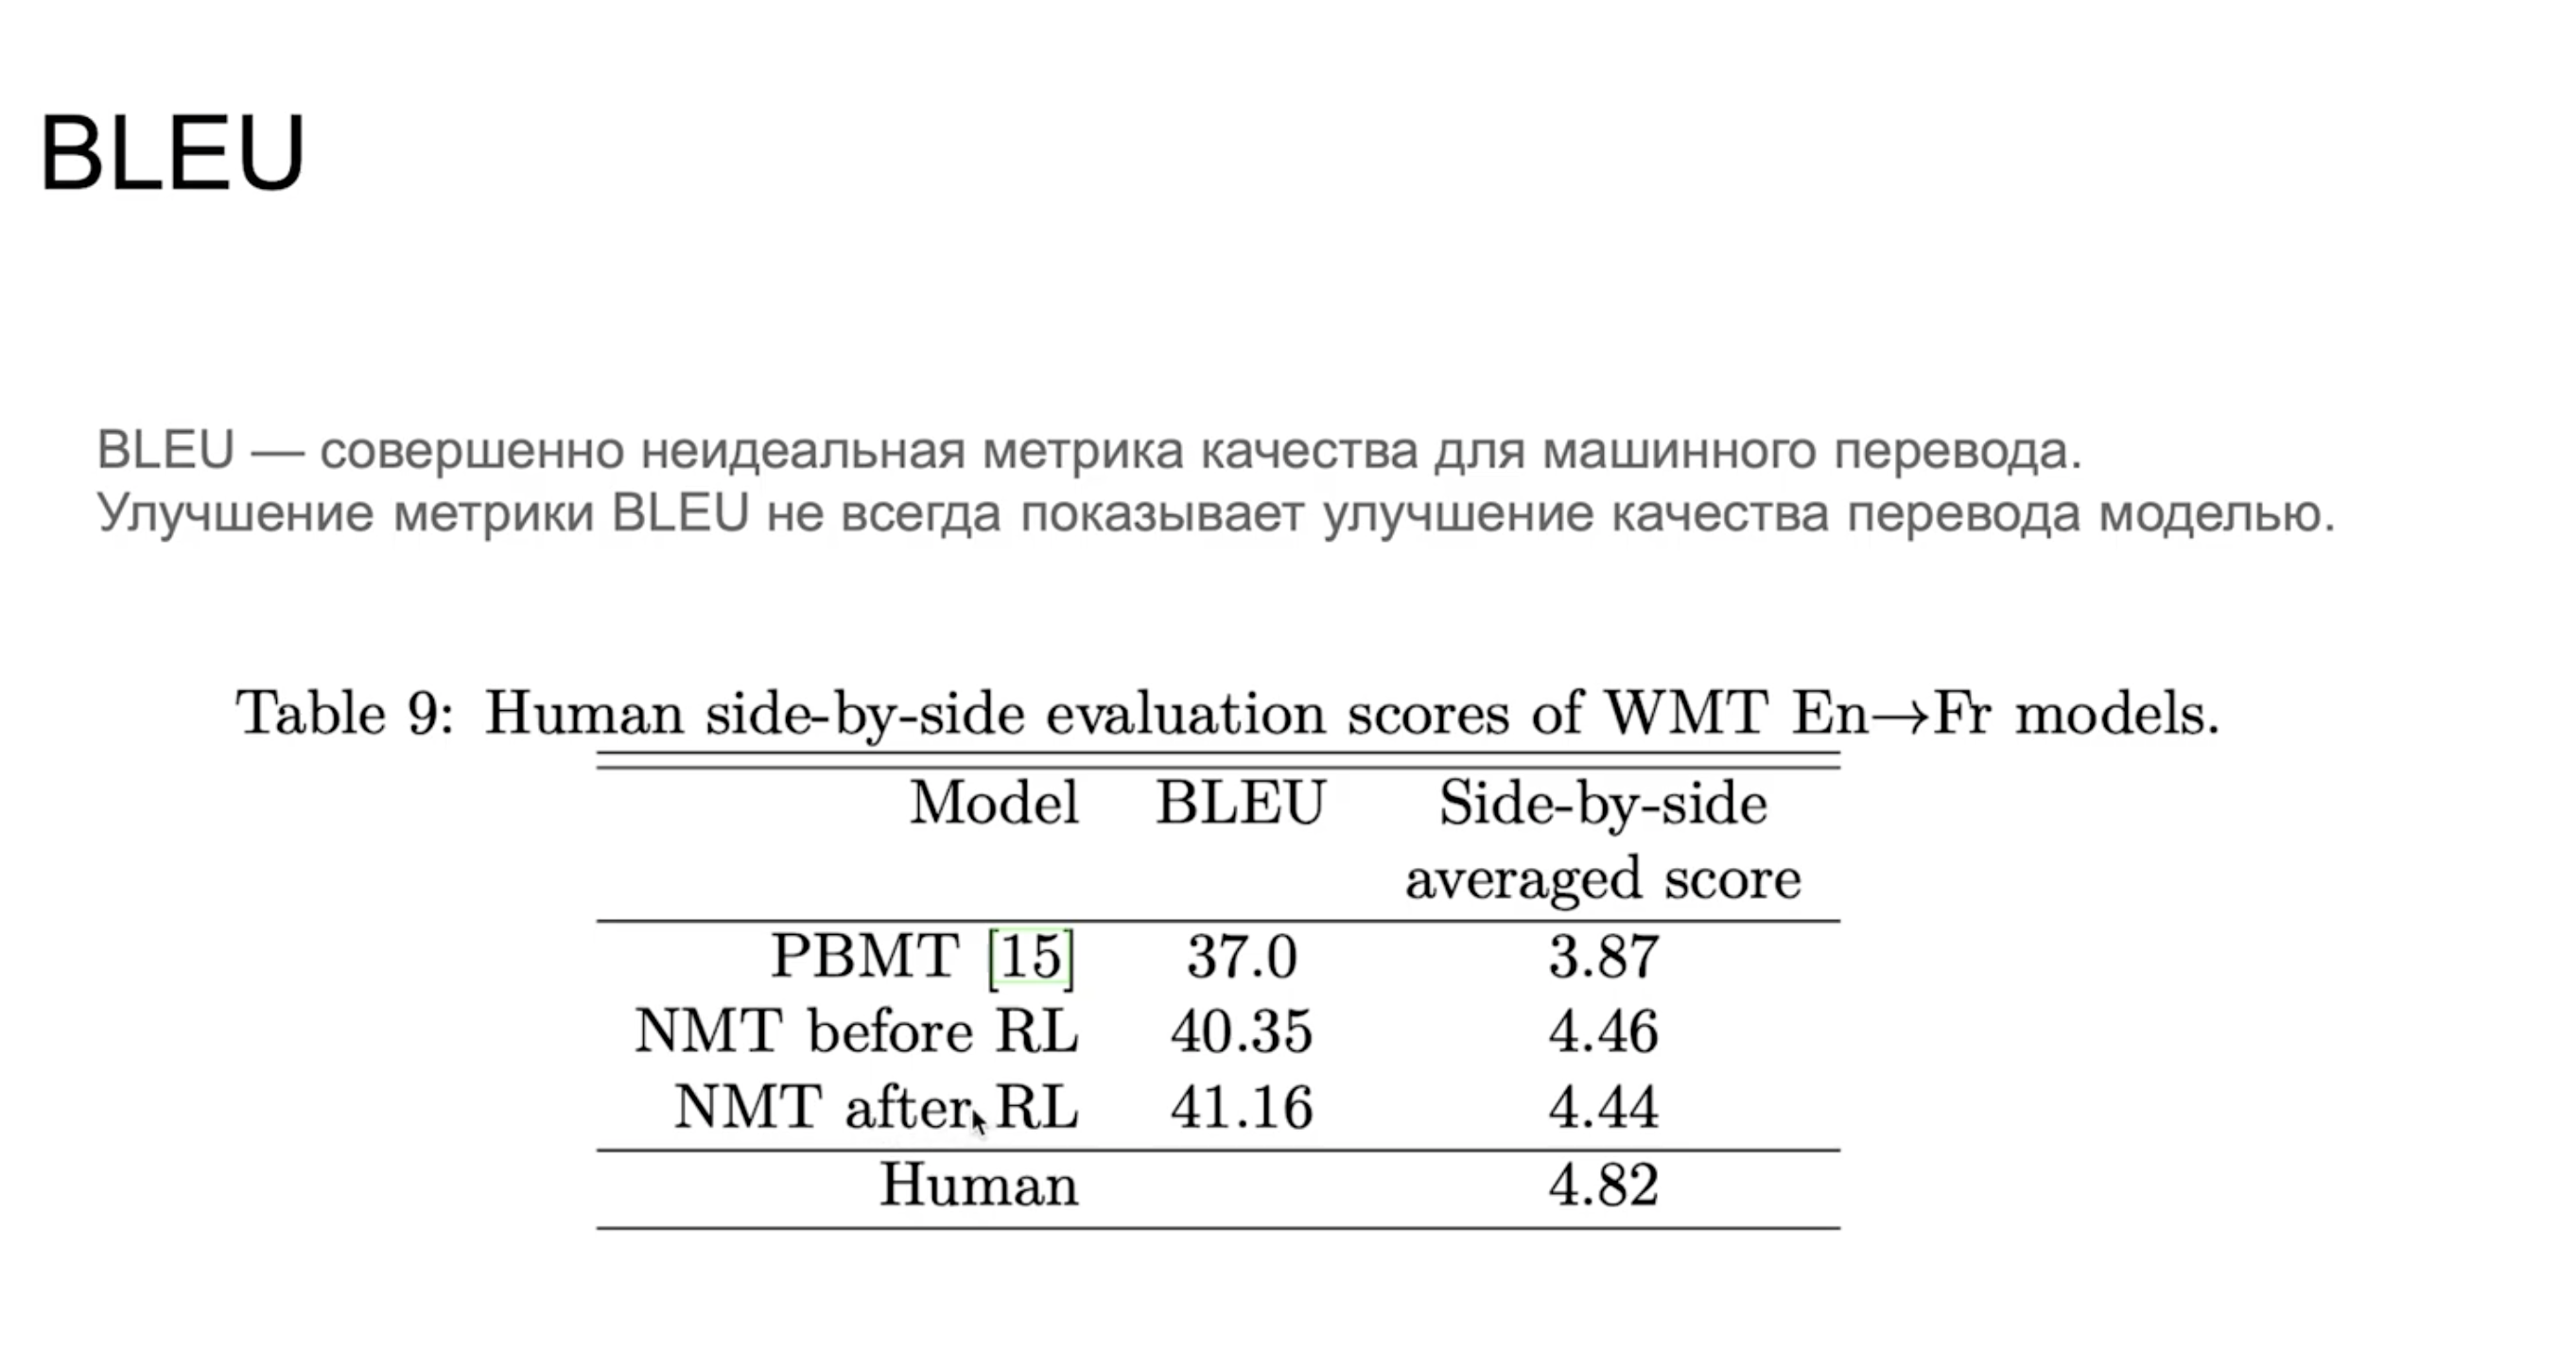 BLEU
BLEU — совершенно неидеальная метрика качества для машинного перевода.
Улучшение метрики BLEU не всегда показывает улучшение качества перевода моделью.
Table 9: Human side-by-side evaluation scores of WMT En→Fr models.
Model BLEU Side-by-side
averaged score
PBMT [15] 37.0 3.87
NMT before RL 40.35 4.46
NMT after RL 41.16 4.44
Human 4.82